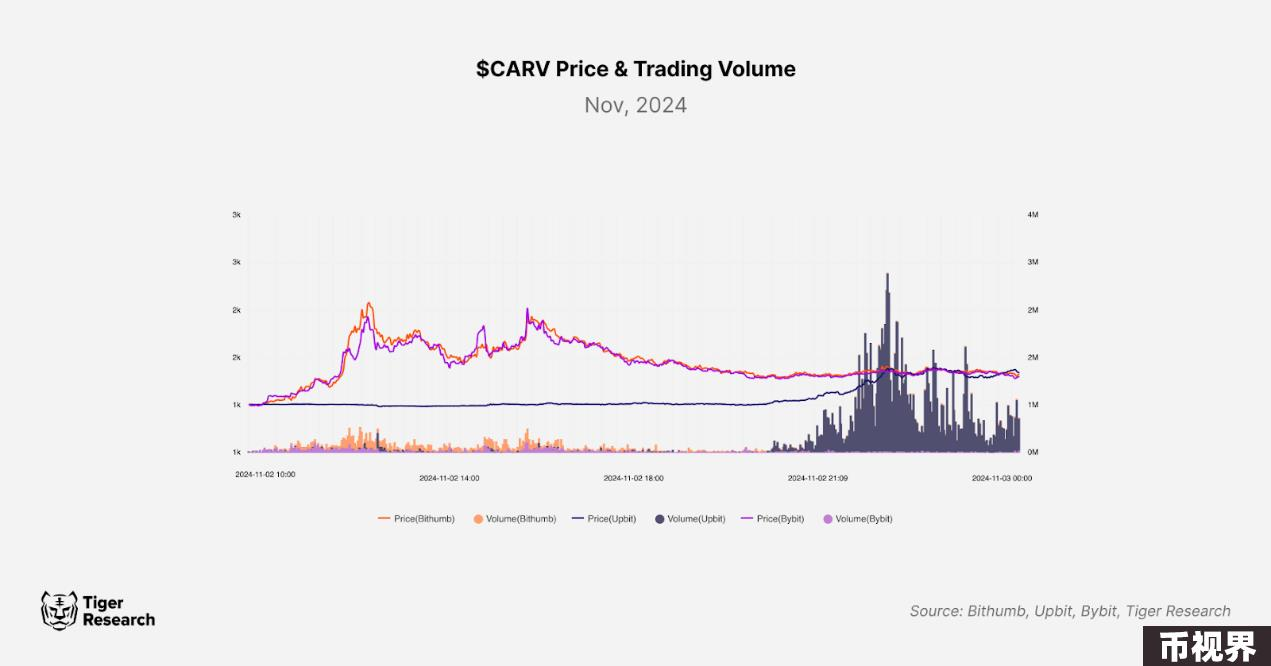 $CARV Price & Trading Volume
Nov, 2024
3k
4M
3k
3M
2k
2M
2k
2M
1k
1M
1k
0M
2024-11-02 10:00
2024-11-02 14:00
2024-11-02 18:00
2024-11-02 21:09
2024-11-03 00:00
Price(Bithumb)
Volume(Bithumb)
Price(Upbit)
Volume(Upbit)
Price(Bybit)
Volume(Bybit)
Tiger
Research
Source: Bithumb, Upbit, Bybit, Tiger Research
币视界